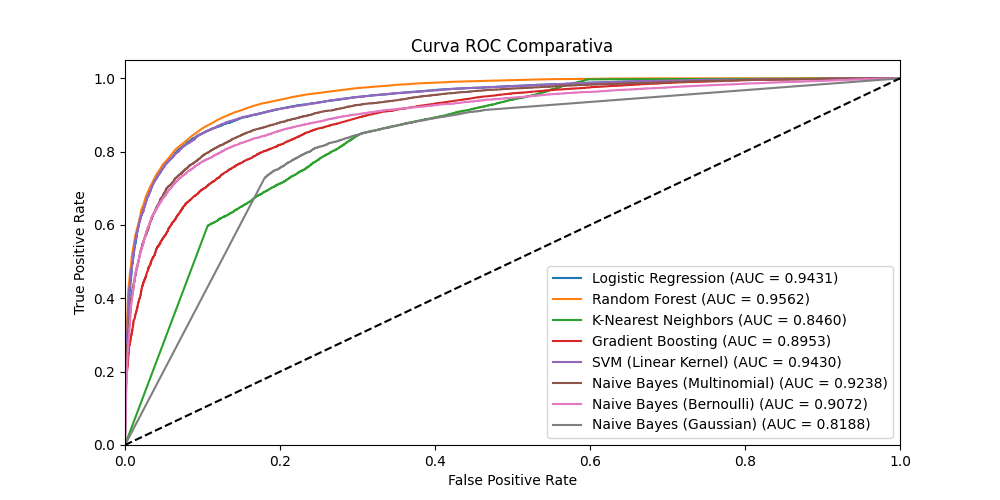 Curva ROC Comparativa
True Positive Rate
1.0
0.8
0.6
0.4
0.2
0.0
Logistic Regression (AUC = 0.9431)
Random Forest (AUC = 0.9562)
K-Nearest Neighbors (AUC = 0.8460)
Gradient Boosting (AUC = 0.8953)
SVM (Linear Kernel) (AUC = 0.9430)
Naive Bayes (Multinomial) (AUC = 0.9238)
Naive Bayes (Bernoulli) (AUC = 0.9072)
Naive Bayes (Gaussian) (AUC = 0.8188)
0.0 0.2 0.4 0.6 0.8 1.0
False Positive Rate